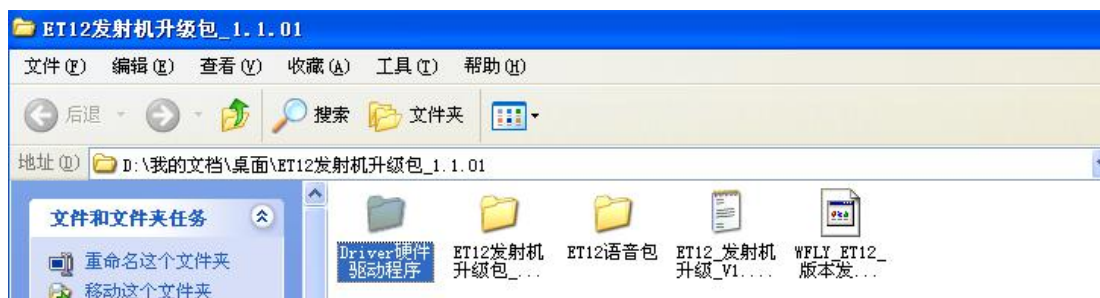 ET12发射机升级包_1.1.01
文件(F) 编辑(E) 查看(V) 收藏(A) 工具(T) 帮助(H)
后退 搜索 文件夹
地址(D) D:\我的文档\桌面\ET12发射机升级包_1.1.01
文件和文件夹任务
重命名这个文件夹
移动这个文件夹
Driver硬件
驱动程序
ET12发射机
升级包_...
ET12语音包
ET12_发射机
升级_V1....
WFLY_ET12_
版本发...